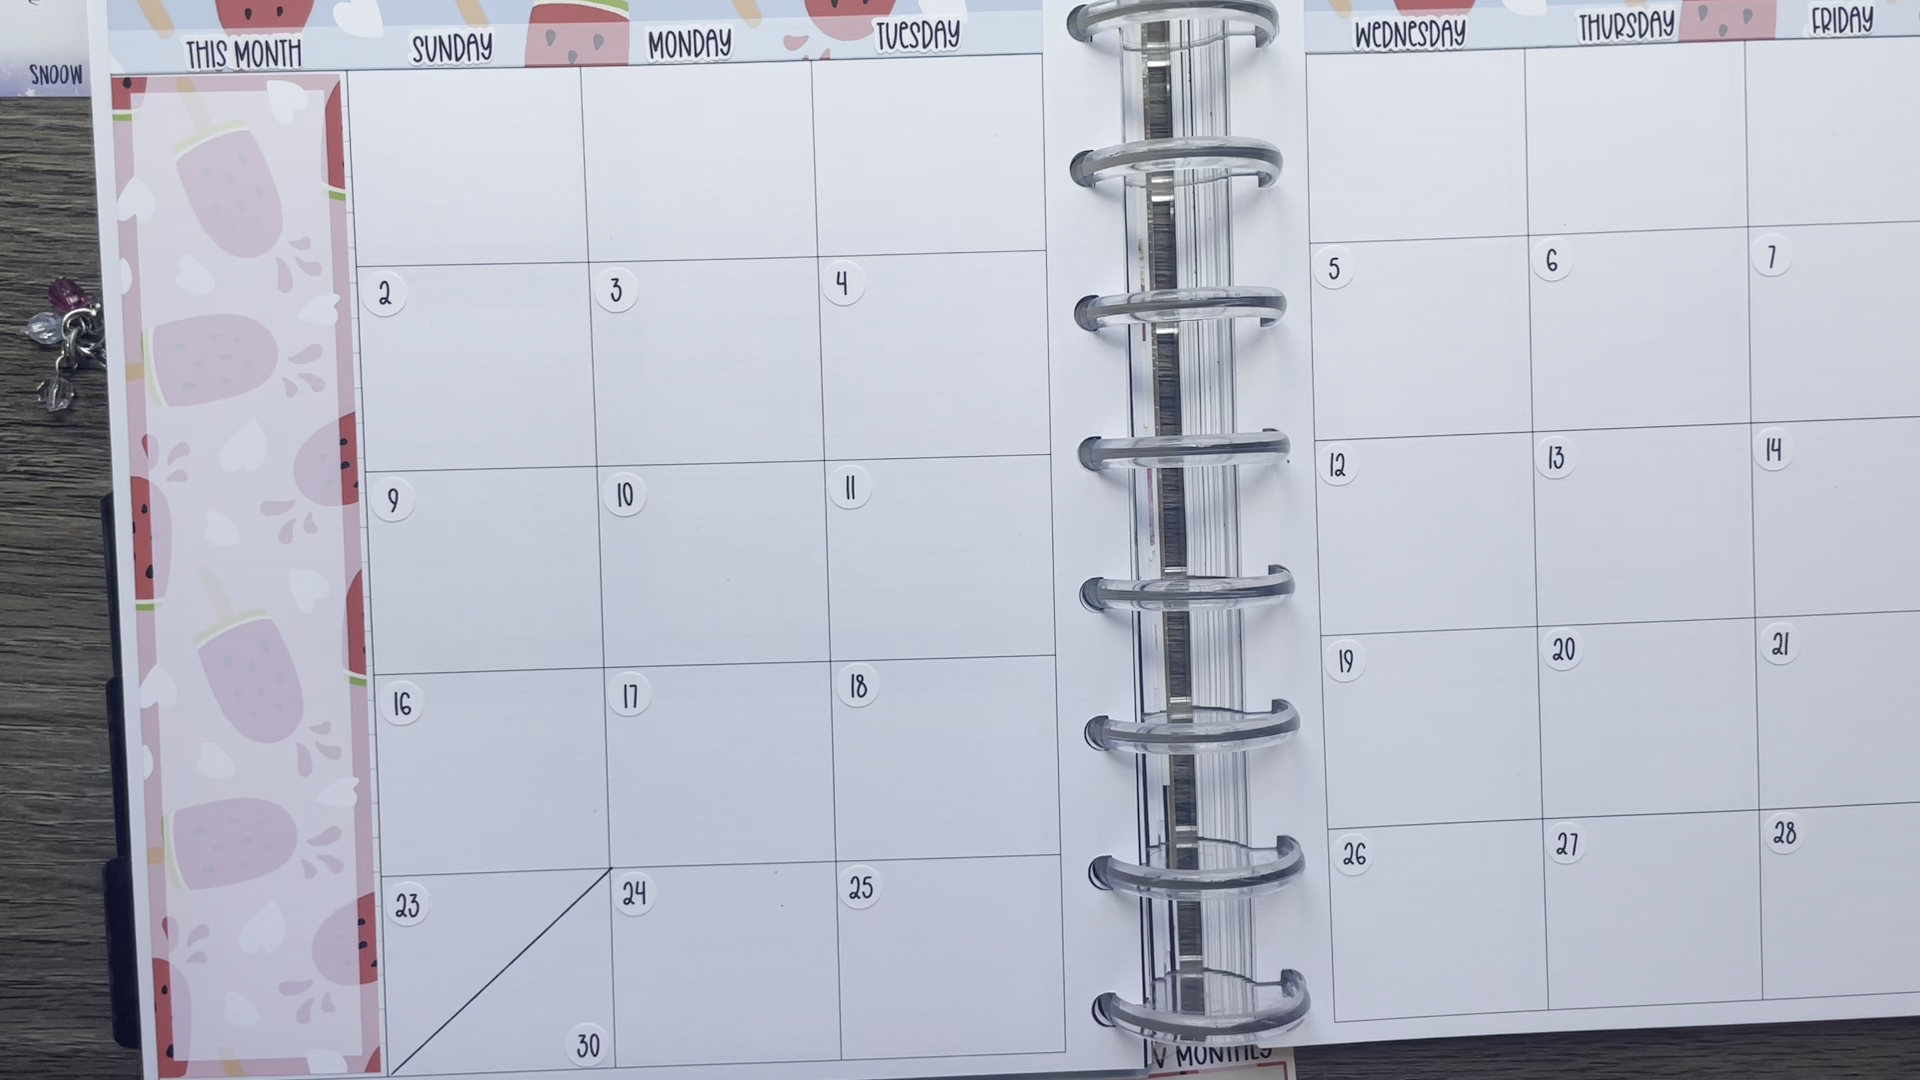 THIS MONTH SUNDAY MONDAY TUESDAY WEDNESDAY THURSDAY FRIDAY
SNOOW
2 3 4 5 6 7
9 10 11 12 13 14
16 17 18 19 20 21
23 24 25 26 27 28
30
MONTHLY